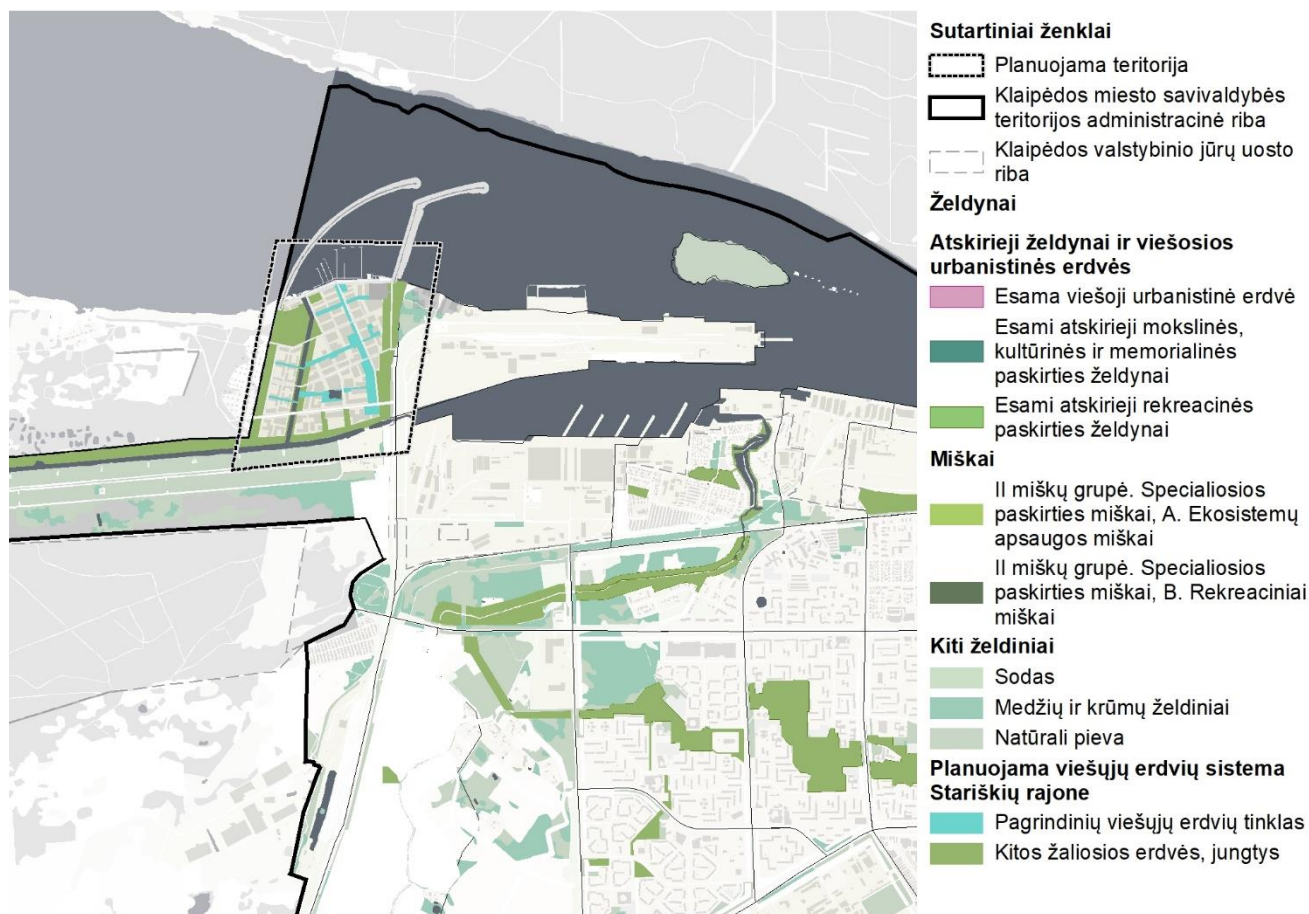 Sutartiniai ženklai
Planuojama teritorija
Klaipėdos miesto savivaldybės
teritorijos administracinė riba
Klaipėdos valstybinio jūrų uosto
riba
Želdynai
Atskirieji želdynai ir viešosios
urbanistinės erdvės
Esama viešoji urbanistinė erdvė
Esami atskirieji mokslinės,
kultūrinės ir memorialinės
paskirties želdynai
Esami atskirieji rekreacinės
paskirties želdynai
Miškai
II miškų grupė. Specialiosios
paskirties miškai, A. Ekosistemų
apsaugos miškai
II miškų grupė. Specialiosios
paskirties miškai, B. Rekreaciniai
miškai
Kiti želdiniai
Sodas
Medžių ir krūmų želdiniai
Natūrali pieva
Planuojama viešųjų erdvių sistema
Stariškių rajone
Pagrindinių viešųjų erdvių tinklas
Kitos žaliosios erdvės, jungtys